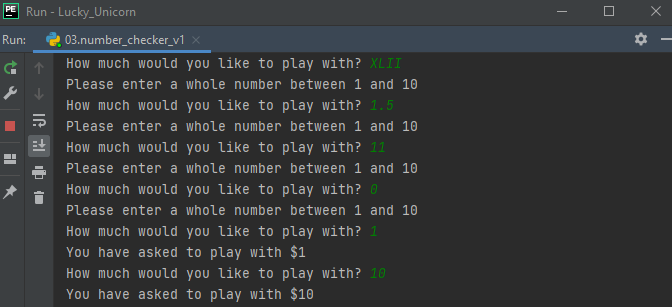 PE
Run - Lucky_Unicorn
Run: 03.number_checker_v1
How much would you like to play with? XLII
Please enter a whole number between 1 and 10
How much would you like to play with? 1.5
Please enter a whole number between 1 and 10
How much would you like to play with? 11
Please enter a whole number between 1 and 10
How much would you like to play with? 0
Please enter a whole number between 1 and 10
How much would you like to play with? 1
You have asked to play with $1
How much would you like to play with? 10
You have asked to play with $10